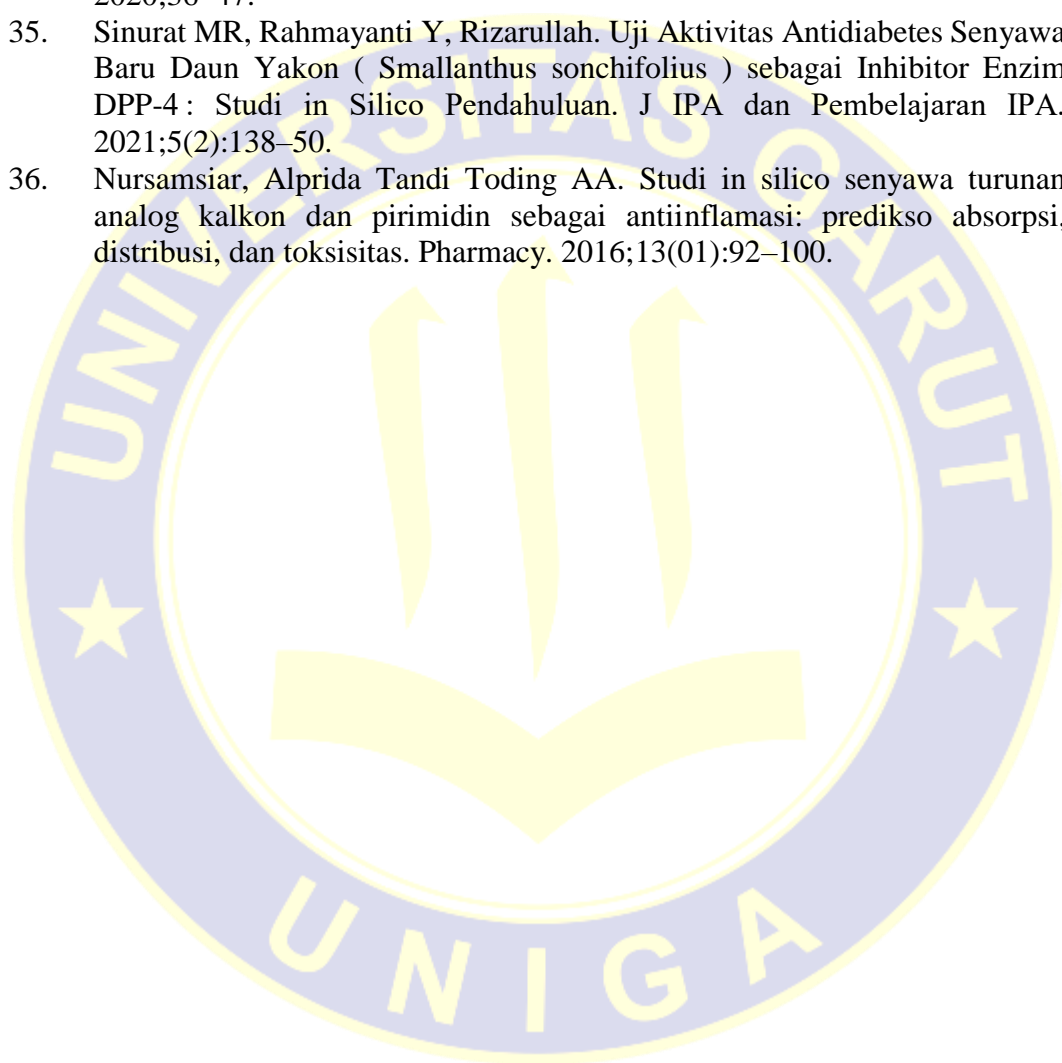 2020;38–47.
35. Sinurat MR, Rahmayanti Y, Rizarullah. Uji Aktivitas Antidiabetes Senyawa
Baru Daun Yakon ( Smallanthus sonchifolius ) sebagai Inhibitor Enzim
DPP-4 : Studi in Silico Pendahuluan. J IPA dan Pembelajaran IPA.
2021;5(2):138–50.
36. Nursamsiar, Alprida Tandi Toding AA. Studi in silico senyawa turunan
analog kalkon dan pirimidin sebagai antiinflamasi: predikso absorpsi,
distribusi, dan toksisitas. Pharmacy. 2016;13(01):92–100.
UNIVERSITAS GARUT
UNIGA